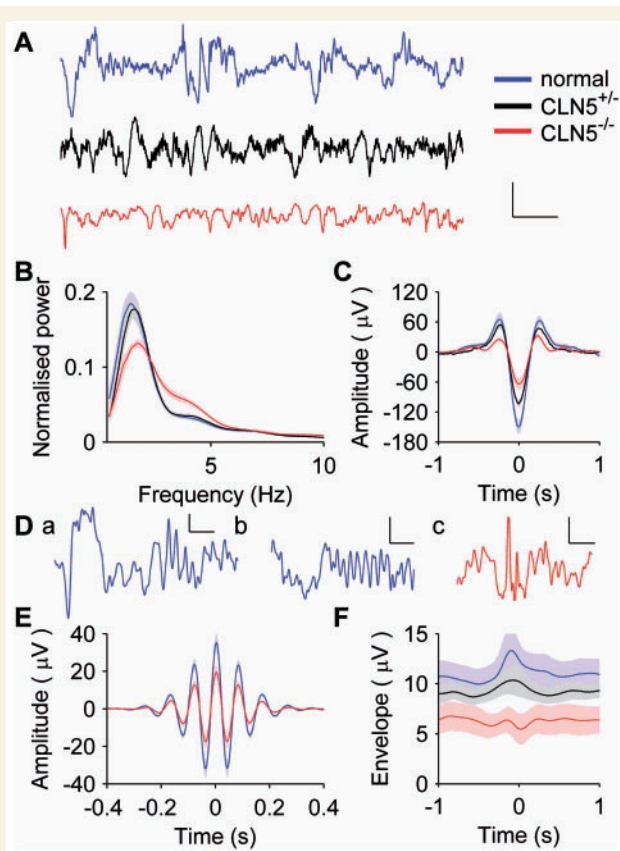 A
normal
CLN5+/-
CLN5-/-
B
Normalised power
0.2
0.1
0
5
10
Frequency (Hz)
C
Amplitude ( µV)
120
60
0
-60
-120
-180
-1
0
1
Time (s)
D a
b
c
E
Amplitude ( µV)
40
20
0
-20
-40
-0.4
-0.2
0
0.2
0.4
Time (s)
F
Envelope ( µV)
15
10
5
0
-1
0
1
Time (s)